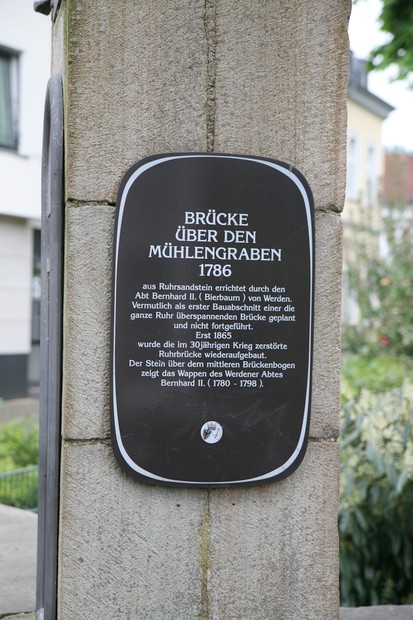 BRÜCKE
ÜBER DEN
MÜHLENGRABEN
1786
aus Ruhrsandstein errichtet durch den
Abt Bernhard II. ( Bierbaum ) von Werden.
Vermutlich als erster Bauabschnitt einer die
ganze Ruhr überspannenden Brücke geplant
und nicht fortgeführt.
Erst 1865
wurde die im 30jährigen Krieg zerstörte
Ruhrbrücke wiederaufgebaut.
Der Stein über dem mittleren Brückenbogen
zeigt das Wappen des Werdener Abtes
Bernhard II. ( 1780 - 1798 ).